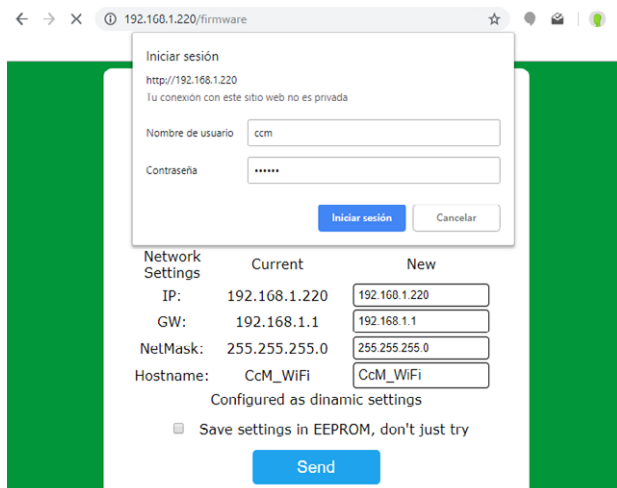 192.168.1.220/firmware
Iniciar sesión
http://192.168.1.220
Tu conexión con este sitio web no es privada
Nombre de usuario ccm
Contraseña ••••••
Iniciar sesión Cancelar
Network Settings Current New
IP: 192.168.1.220 192.168.1.220
GW: 192.168.1.1 192.168.1.1
NetMask: 255.255.255.0 255.255.255.0
Hostname: CcM_WiFi CcM_WiFi
Configured as dinamic settings
Save settings in EEPROM, don't just try
Send